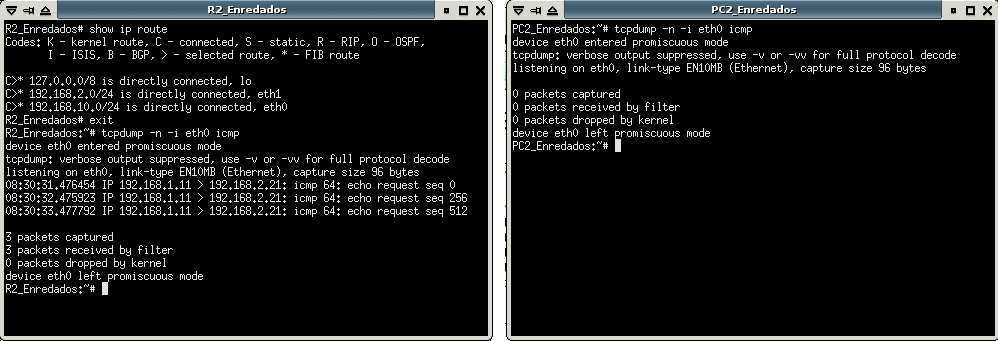 R2_Enredados
R2_Enredados# show ip route
Codes: K - kernel route, C - connected, S - static, R - RIP, O - OSPF,
I - ISIS, B - BGP, > - selected route, * - FIB route
C>* 127.0.0.0/8 is directly connected, lo
C>* 192.168.2.0/24 is directly connected, eth1
C>* 192.168.10.0/24 is directly connected, eth0
R2_Enredados# exit
R2_Enredados:~# tcpdump -n -i eth0 icmp
device eth0 entered promiscuous mode
tcpdump: verbose output suppressed, use -v or -vv for full protocol decode
listening on eth0, link-type EN10MB (Ethernet), capture size 96 bytes
08:30:31.476454 IP 192.168.1.11 > 192.168.2.21: icmp 64: echo request seq 0
08:30:32.475923 IP 192.168.1.11 > 192.168.2.21: icmp 64: echo request seq 256
08:30:33.477792 IP 192.168.1.11 > 192.168.2.21: icmp 64: echo request seq 512
3 packets captured
3 packets received by filter
0 packets dropped by kernel
device eth0 left promiscuous mode
R2_Enredados:~#
PC2_Enredados
PC2_Enredados:~# tcpdump -n -i eth0 icmp
device eth0 entered promiscuous mode
tcpdump: verbose output suppressed, use -v or -vv for full protocol decode
listening on eth0, link-type EN10MB (Ethernet), capture size 96 bytes
0 packets captured
0 packets received by filter
0 packets dropped by kernel
device eth0 left promiscuous mode
PC2_Enredados:~#